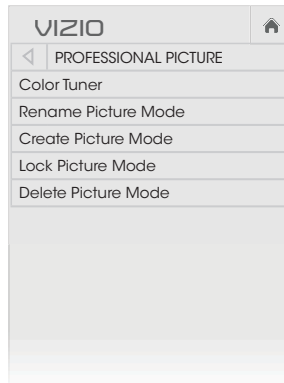 VIZIO
PROFESSIONAL PICTURE
Color Tuner
Rename Picture Mode
Create Picture Mode
Lock Picture Mode
Delete Picture Mode